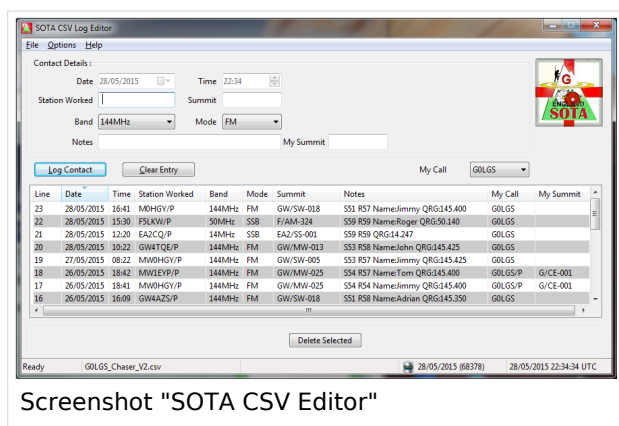 SOTA CSV Log Editor
File Options Help
Contact Details :
Date 28/05/2015 Time 22:34
Station Worked Summit
Band 144MHz Mode FM
Notes My Summit
G
ENGLAND
SOTA
Log Contact Clear Entry My Call G0LGS
Line Date Time Station Worked Band Mode Summit Notes My Call My Summit
23 28/05/2015 16:41 M0HGY/P 144MHz FM GW/SW-018 S51 R57 Name:Jimmy QRG:145.400 G0LGS
22 28/05/2015 15:30 F5LKW/P 50MHz SSB F/AM-324 S59 R59 Name:Roger QRG:50.140 G0LGS
21 28/05/2015 12:20 EA2CQ/P 14MHz SSB EA2/SS-001 S59 R59 QRG:14.247 G0LGS
20 28/05/2015 10:22 GW4TQE/P 144MHz FM GW/MW-013 S53 R58 Name:John QRG:145.425 G0LGS
19 27/05/2015 08:22 MW0HGY/P 144MHz FM GW/SW-005 S53 R57 Name:Jimmy QRG:145.425 G0LGS
18 26/05/2015 18:42 MW1EYP/P 144MHz FM GW/MW-025 S54 R57 Name:Tom QRG:145.400 G0LGS/P G/CE-001
17 26/05/2015 18:41 MW0HGY/P 144MHz FM GW/MW-025 S54 R54 Name:Jimmy QRG:145.400 G0LGS/P G/CE-001
16 26/05/2015 16:09 GW4AZS/P 144MHz FM GW/SW-018 S51 R58 Name:Adrian QRG:145.350 G0LGS
Delete Selected
Ready G0LGS_Chaser_V2.csv 28/05/2015 (68378) 28/05/2015 22:34:34 UTC
Screenshot "SOTA CSV Editor"